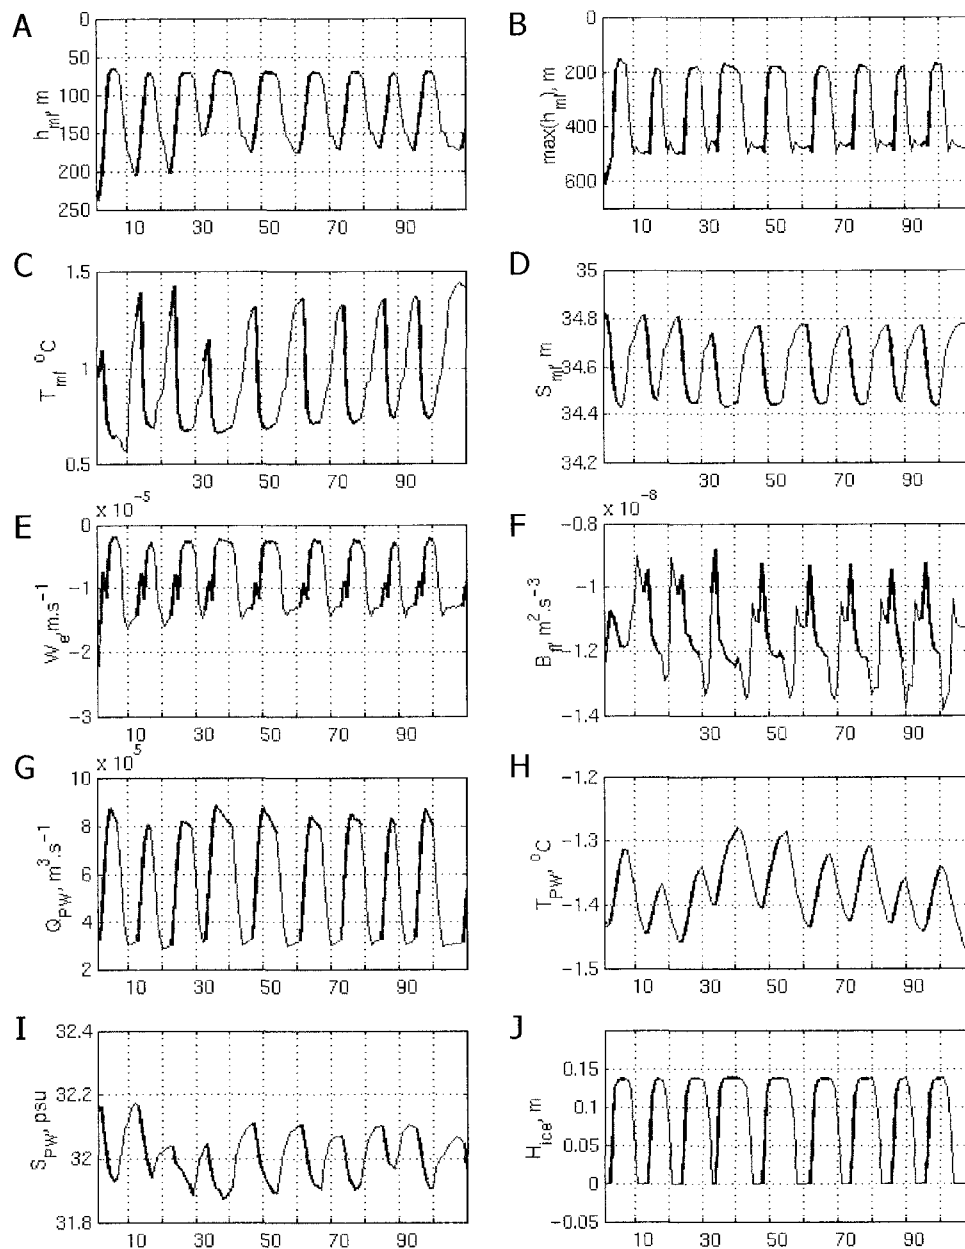 A
0
50
100
150
200
250
h_ml, m
10 30 50 70 90
B
0
200
400
600
max(h_ml), m
10 30 50 70 90
C
1.5
1
0.5
T_ml, °C
30 50 70 90
D
35
34.8
34.6
34.4
34.2
S_ml, m
30 50 70 90
E
x 10^-5
0
-1
-2
-3
W_e, m.s^-1
10 30 50 70 90
F
x 10^-8
-0.8
-1
-1.2
-1.4
B_fl, m^2.s^-3
30 50 70 90
G
x 10^5
10
8
6
4
2
Q_PW, m^3.s^-1
10 30 50 70 90
H
-1.2
-1.3
-1.4
-1.5
T_PW, °C
10 30 50 70 90
I
32.4
32.2
32
31.8
S_PW, psu
10 30 50 70 90
J
0.15
0.1
0.05
0
-0.05
H_ice, m
10 30 50 70 90